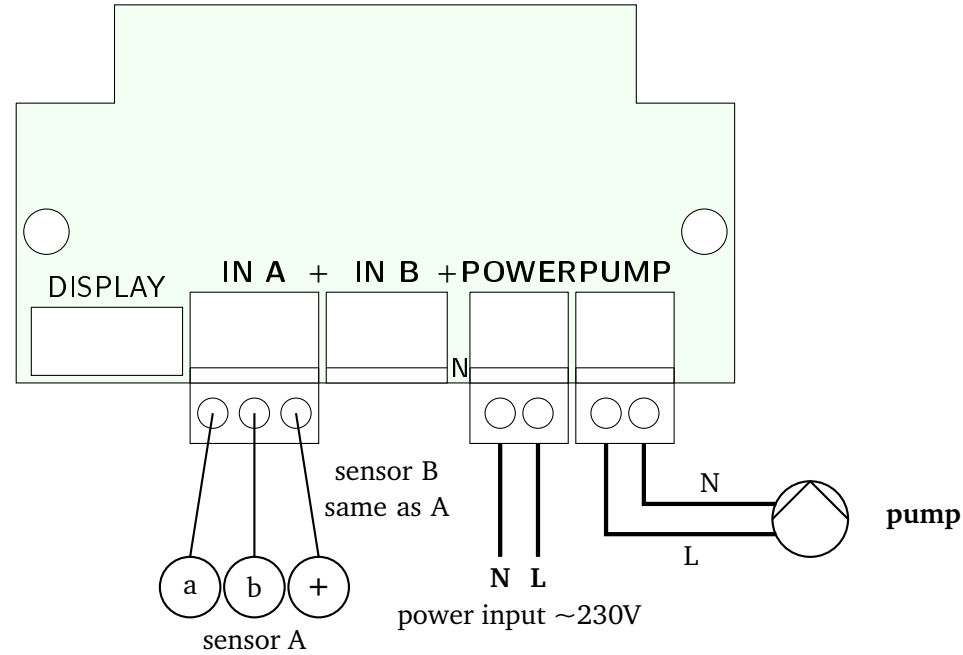 IN A + IN B + POWER PUMP
DISPLAY
N
sensor B
same as A
N
pump
L
a b +
N L
power input ~230V
sensor A